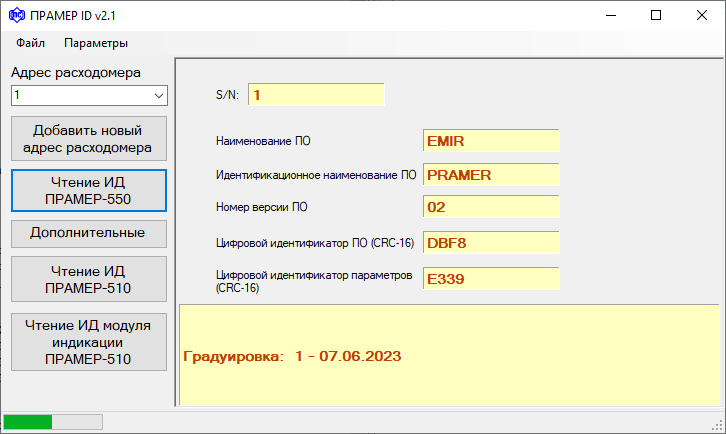 ПРАМЕР ID v2.1
Файл Параметры
Адрес расходомера
1
Добавить новый
адрес расходомера
Чтение ИД
ПРАМЕР-550
Дополнительные
Чтение ИД
ПРАМЕР-510
Чтение ИД модуля
индикации
ПРАМЕР-510
S/N: 1
Наименование ПО EMIR
Идентификационное наименование ПО PRAMER
Номер версии ПО 02
Цифровой идентификатор ПО (CRC-16) DBF8
Цифровой идентификатор параметров
(CRC-16) E339
Градуировка: 1 - 07.06.2023